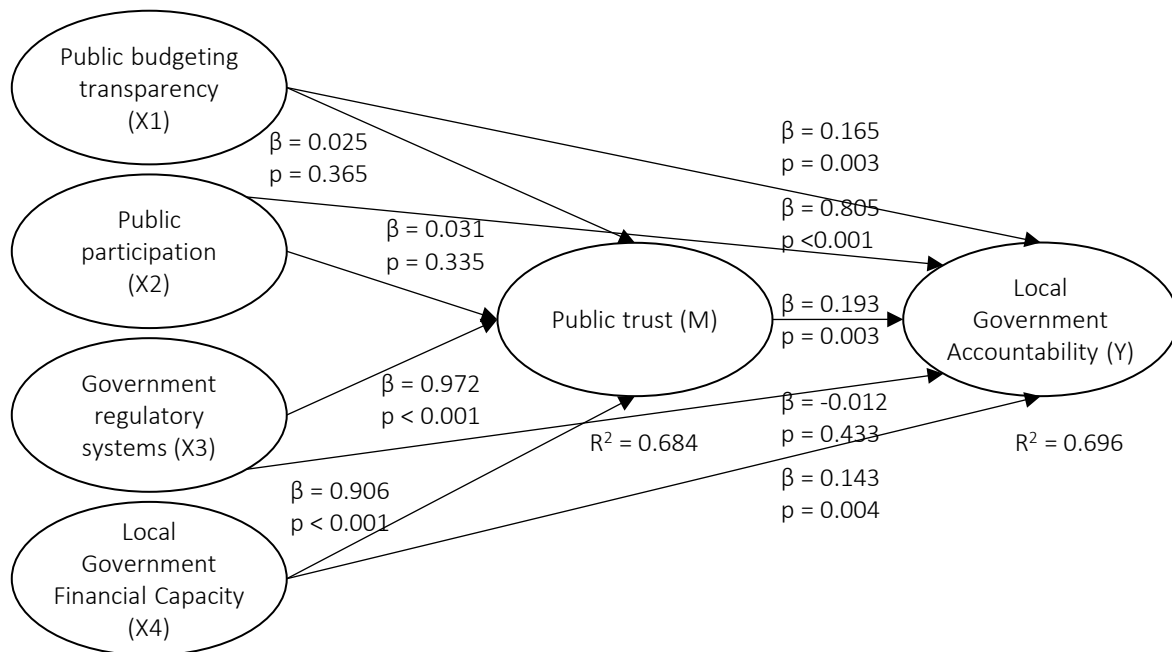 Public budgeting
transparency
(X1)
β = 0.025
p = 0.365
β = 0.165
p = 0.003
Public
participation
(X2)
β = 0.031
p = 0.335
β = 0.805
p <0.001
Public trust (M)
β = 0.193
p = 0.003
Local
Government
Accountability (Y)
Government
regulatory
systems (X3)
β = 0.972
p < 0.001
R² = 0.684
β = -0.012
p = 0.433
R² = 0.696
β = 0.906
p < 0.001
β = 0.143
p = 0.004
Local
Government
Financial Capacity
(X4)